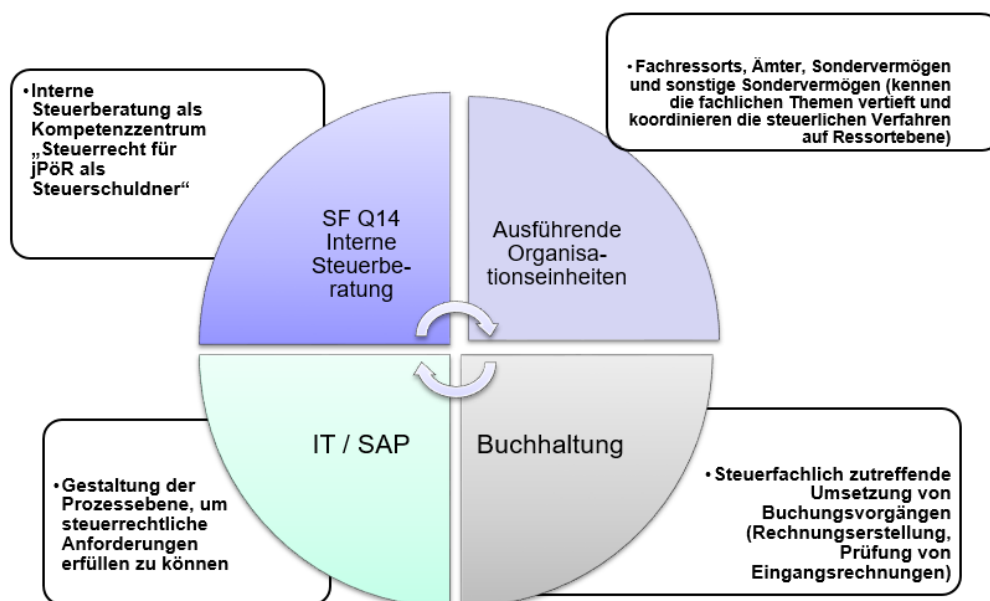 •Interne
Steuerberatung als
Kompetenzzentrum
„Steuerrecht für
jPöR als
Steuerschuldner“
•Fachressorts, Ämter, Sondervermögen
und sonstige Sondervermögen (kennen
die fachlichen Themen vertieft und
koordinieren die steuerlichen Verfahren
auf Ressortebene)
SF Q14
Interne
Steuerbe-
ratung
Ausführende
Organisa-
tionseinheiten
IT / SAP
Buchhaltung
•Gestaltung der
Prozessebene, um
steuerrechtliche
Anforderungen
erfüllen zu können
•Steuerfachlich zutreffende
Umsetzung von
Buchungsvorgängen
(Rechnungserstellung,
Prüfung von
Eingangsrechnungen)